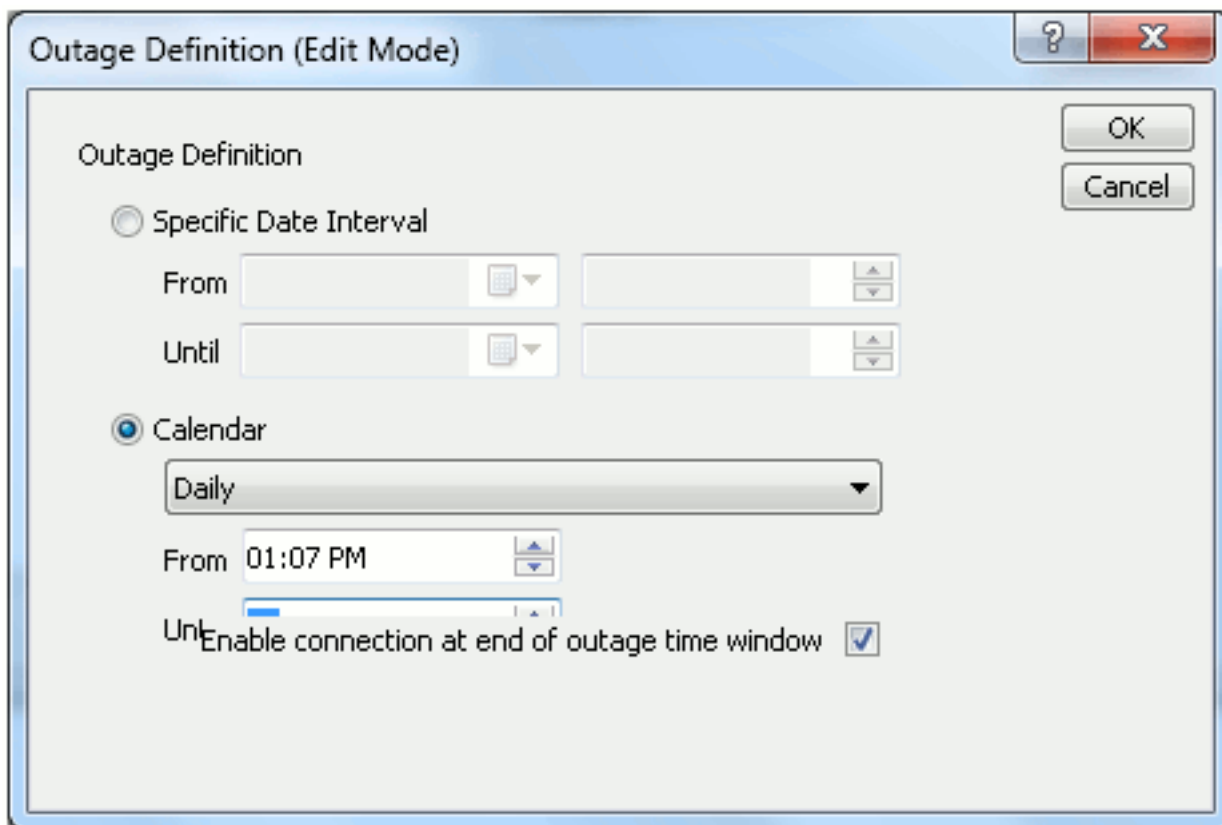 Outage Definition (Edit Mode)
?
OK
Cancel
Outage Definition
Specific Date Interval
From
Until
Calendar
Daily
From 01:07 PM
Enable connection at end of outage time window